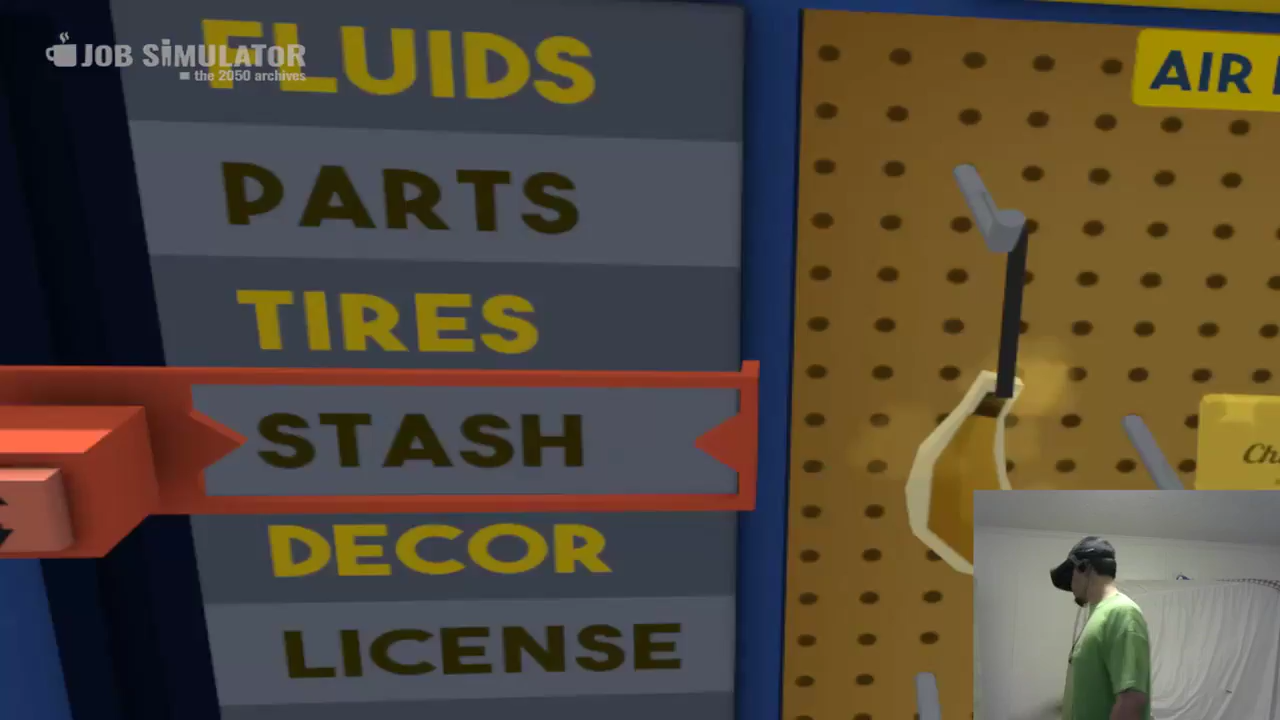 JOB SIMULATOR
the 2050 archives
FLUIDS
PARTS
TIRES
STASH
DECOR
LICENSE
AIR